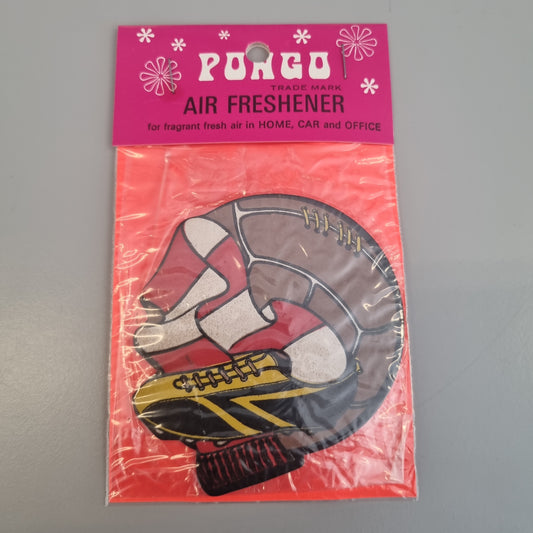 PONGO
TRADE MARK
AIR FRESHENER
for fragrant fresh air in HOME, CAR and OFFICE